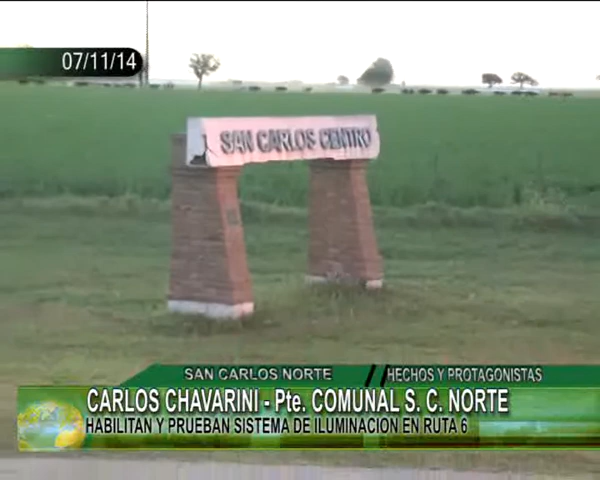 07/11/14
SAN CARLOS CENTRO
SAN CARLOS NORTE
HECHOS Y PROTAGONISTAS
CARLOS CHAVARINI - Pte. COMUNAL S. C. NORTE
HABILITAN Y PRUEBAN SISTEMA DE ILUMINACION EN RUTA 6